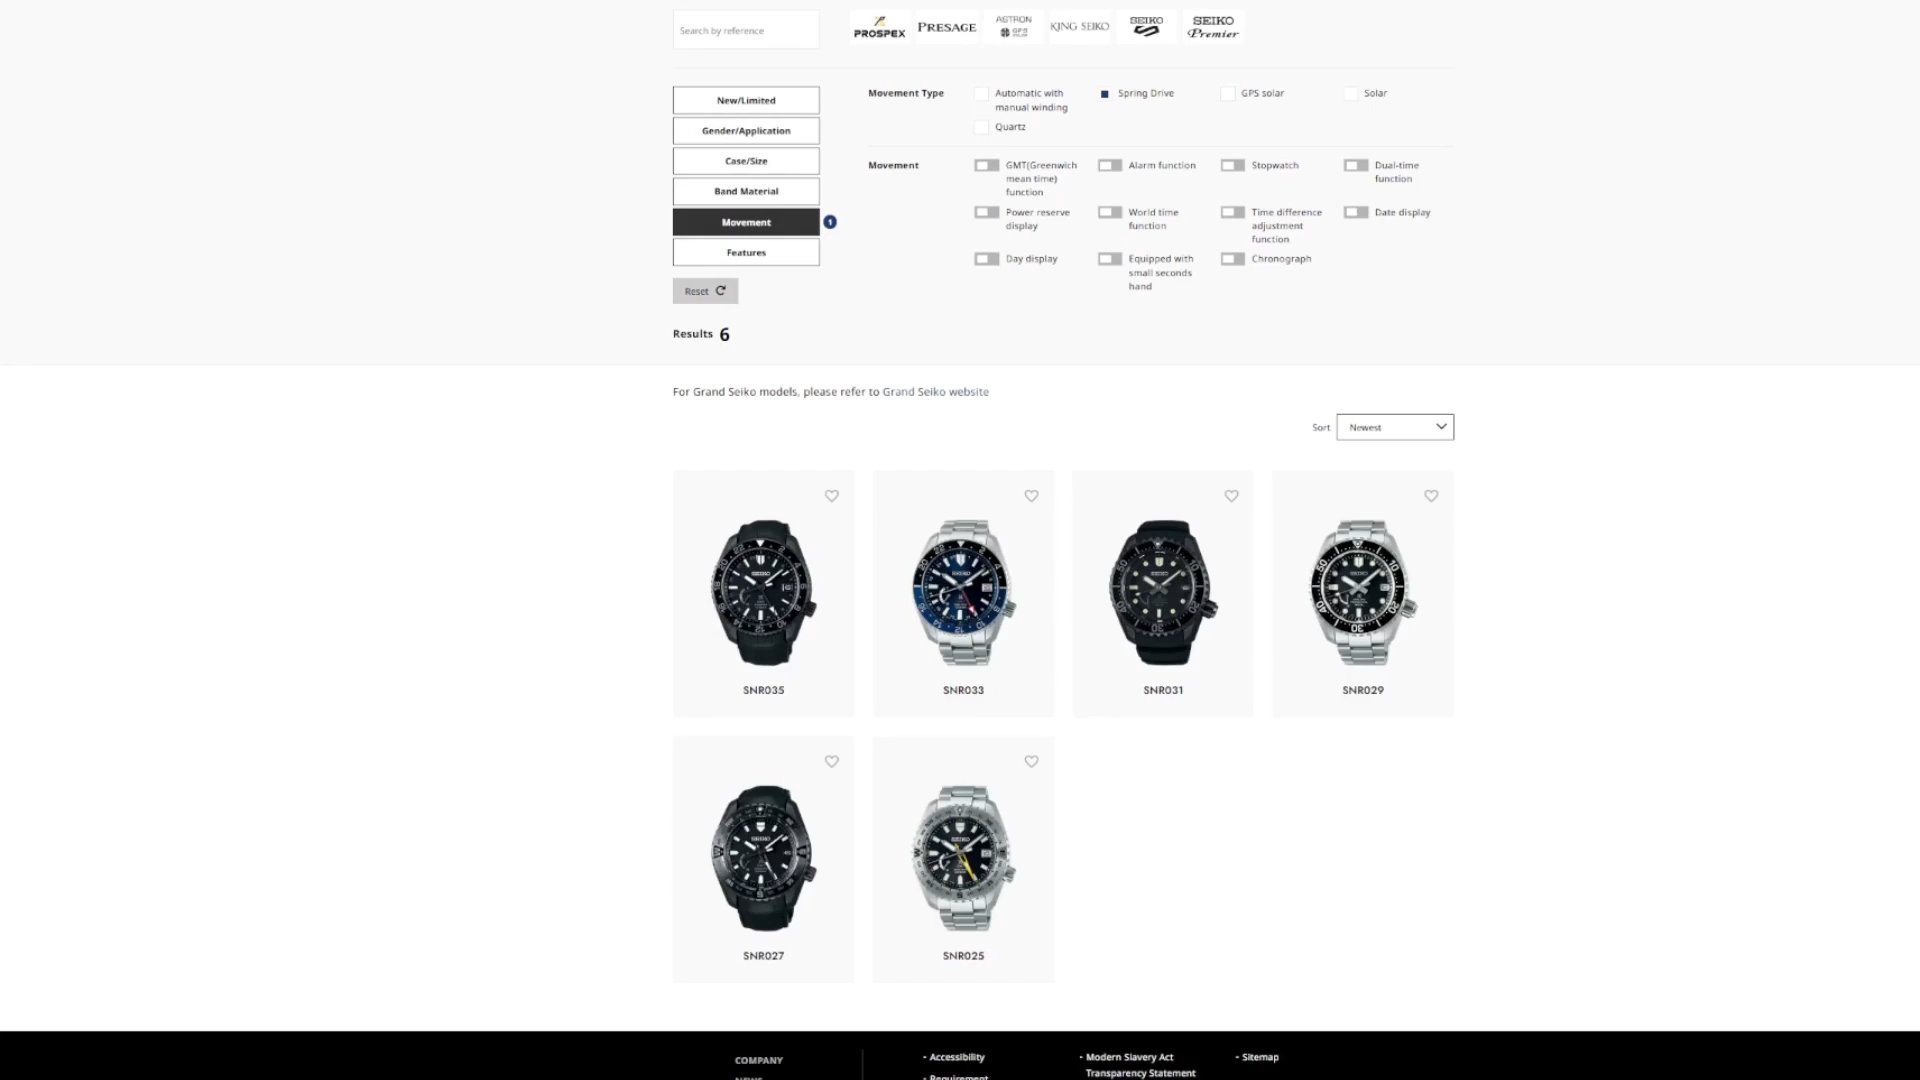 Search by reference
PROSPEX
PRESAGE
ASTRON
GPS
SOLAR
KING SEIKO
SEIKO
SEIKO
Premier
New/Limited
Gender/Application
Case/Size
Band Material
Movement
1
Features
Reset
Movement Type
Automatic with
manual winding
Spring Drive
GPS solar
Solar
Quartz
Movement
GMT(Greenwich
mean time)
function
Alarm function
Stopwatch
Dual-time
function
Power reserve
display
World time
function
Time difference
adjustment
function
Date display
Day display
Equipped with
small seconds
hand
Chronograph
Results 6
For Grand Seiko models, please refer to Grand Seiko website
Sort
Newest
SNR035
SNR033
SNR031
SNR029
SNR027
SNR025
COMPANY
NEWS
- Accessibility
- Requirement
- Modern Slavery Act
Transparency Statement
- Sitemap